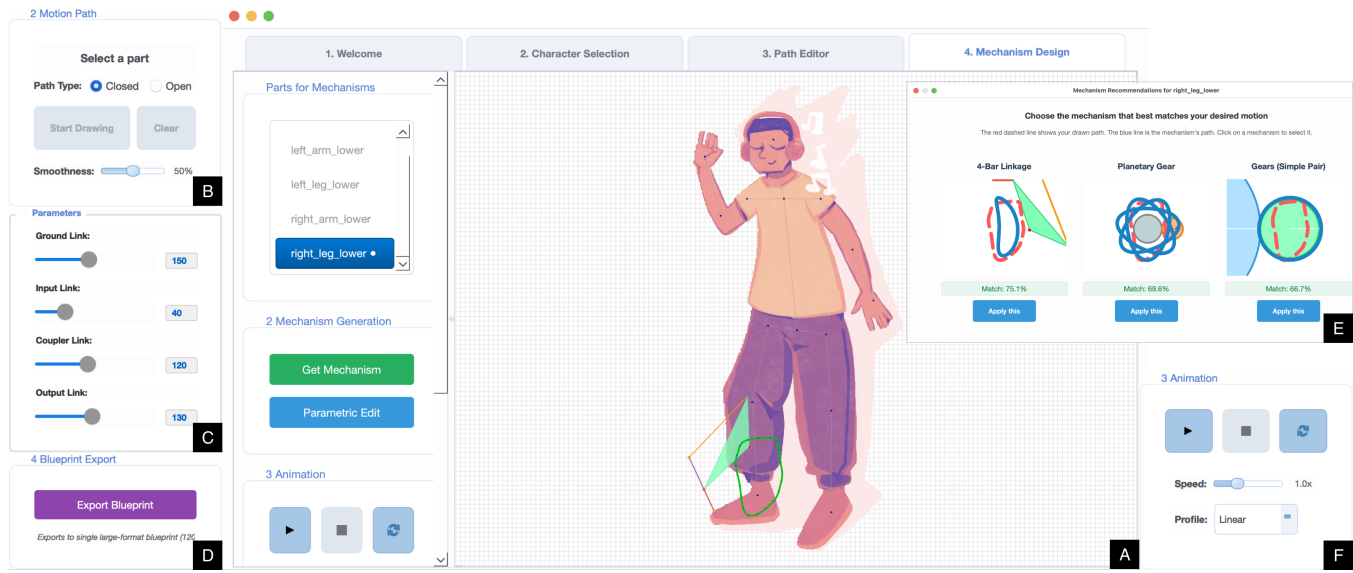 2 Motion Path
Select a part
Path Type: Closed Open
Start Drawing Clear
Smoothness: 50%
B
Parameters
Ground Link:
150
Input Link:
40
Coupler Link:
120
Output Link:
130
C
4 Blueprint Export
Export Blueprint
Exports to single large-format blueprint (120
D
1. Welcome
2. Character Selection
3. Path Editor
4. Mechanism Design
Parts for Mechanisms
left_arm_lower
left_leg_lower
right_arm_lower
right_leg_lower
2 Mechanism Generation
Get Mechanism
Parametric Edit
3 Animation
A
Mechanism Recommendations for right_leg_lower
Choose the mechanism that best matches your desired motion
The red dashed line shows your drawn path. The blue line is the mechanism's path. Click on a mechanism to select it.
4-Bar Linkage
Planetary Gear
Gears (Simple Pair)
Match: 75.1%
Match: 69.6%
Match: 66.7%
Apply this
Apply this
Apply this
E
3 Animation
Speed: 1.0x
Profile: Linear
F